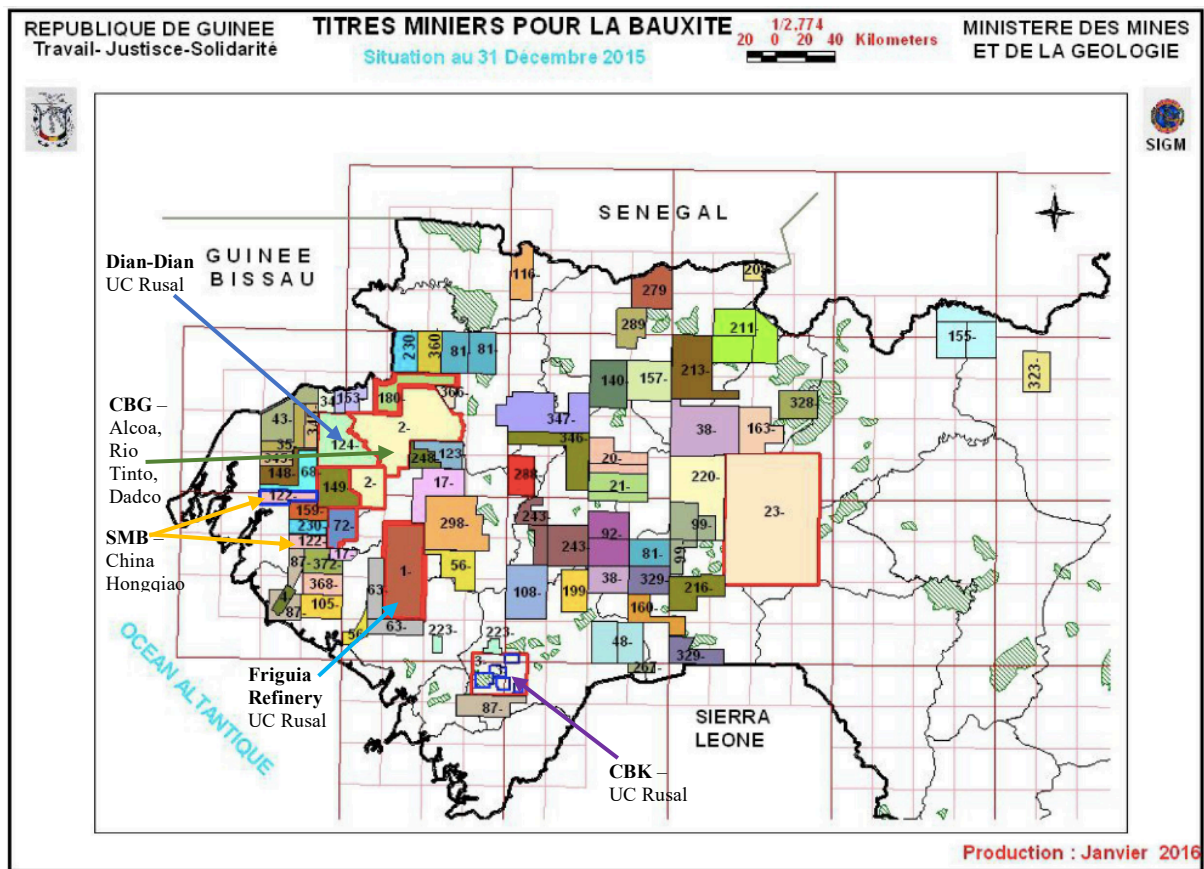 REPUBLIQUE DE GUINEE
Travail- Justisce-Solidarité
TITRES MINIERS POUR LA BAUXITE
Situation au 31 Décembre 2015
1/2.774
20 0 20 40 Kilometers
MINISTERE DES MINES
ET DE LA GEOLOGIE
SIGM
SENEGAL
GUINEE
BISSAU
Dian-Dian
UC Rusal
CBG –
Alcoa,
Rio
Tinto,
Dadco
SMB –
China
Hongqiao
OCEAN ALTANTIQUE
Friguia
Refinery
UC Rusal
CBK –
UC Rusal
SIERRA
LEONE
116-
279
289
211-
155-
323-
230
360
81-
81-
213-
140-
157-
328-
153-
180-
366-
43-
2-
347-
346-
38-
163-
124-
35
248-
123
148-
68-
288
20-
220-
149-
2-
17-
21-
23-
122-
159-
72-
298-
243-
92-
99-
230-
122-
17-
243-
81-
99-
87-
372-
1-
56-
368-
63-
108-
199
38-
329-
216-
87-
105-
160-
56-
63-
223-
223-
48-
329-
267-
3-
87-
Production : Janvier 2016